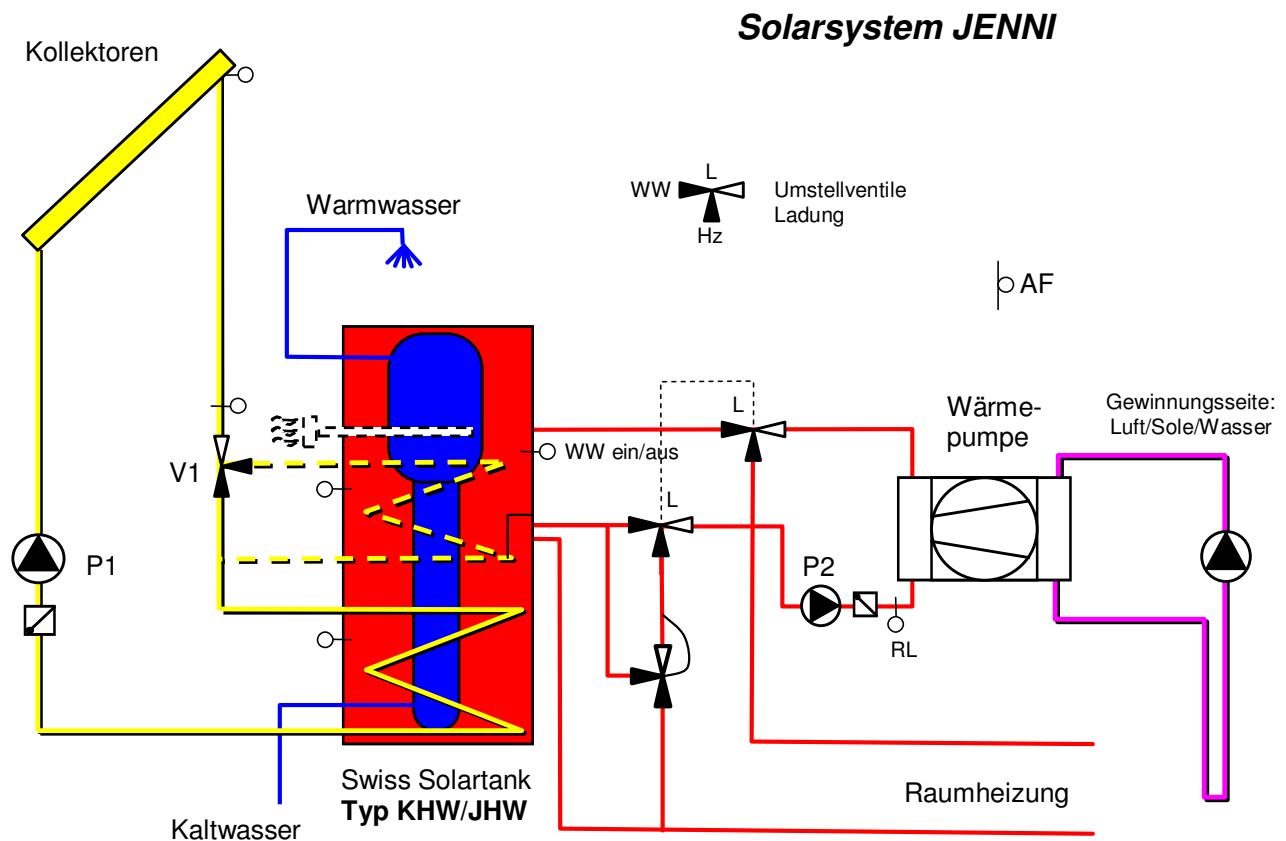 Solarsystem JENNI
Kollektoren
L
WW
Umstellventile
Ladung
Hz
Warmwasser
AF
L
Wärme-
pumpe
Gewinnungsseite:
Luft/Sole/Wasser
WW ein/aus
V1
L
P1
P2
RL
Swiss Solartank
Typ KHW/JHW
Raumheizung
Kaltwasser